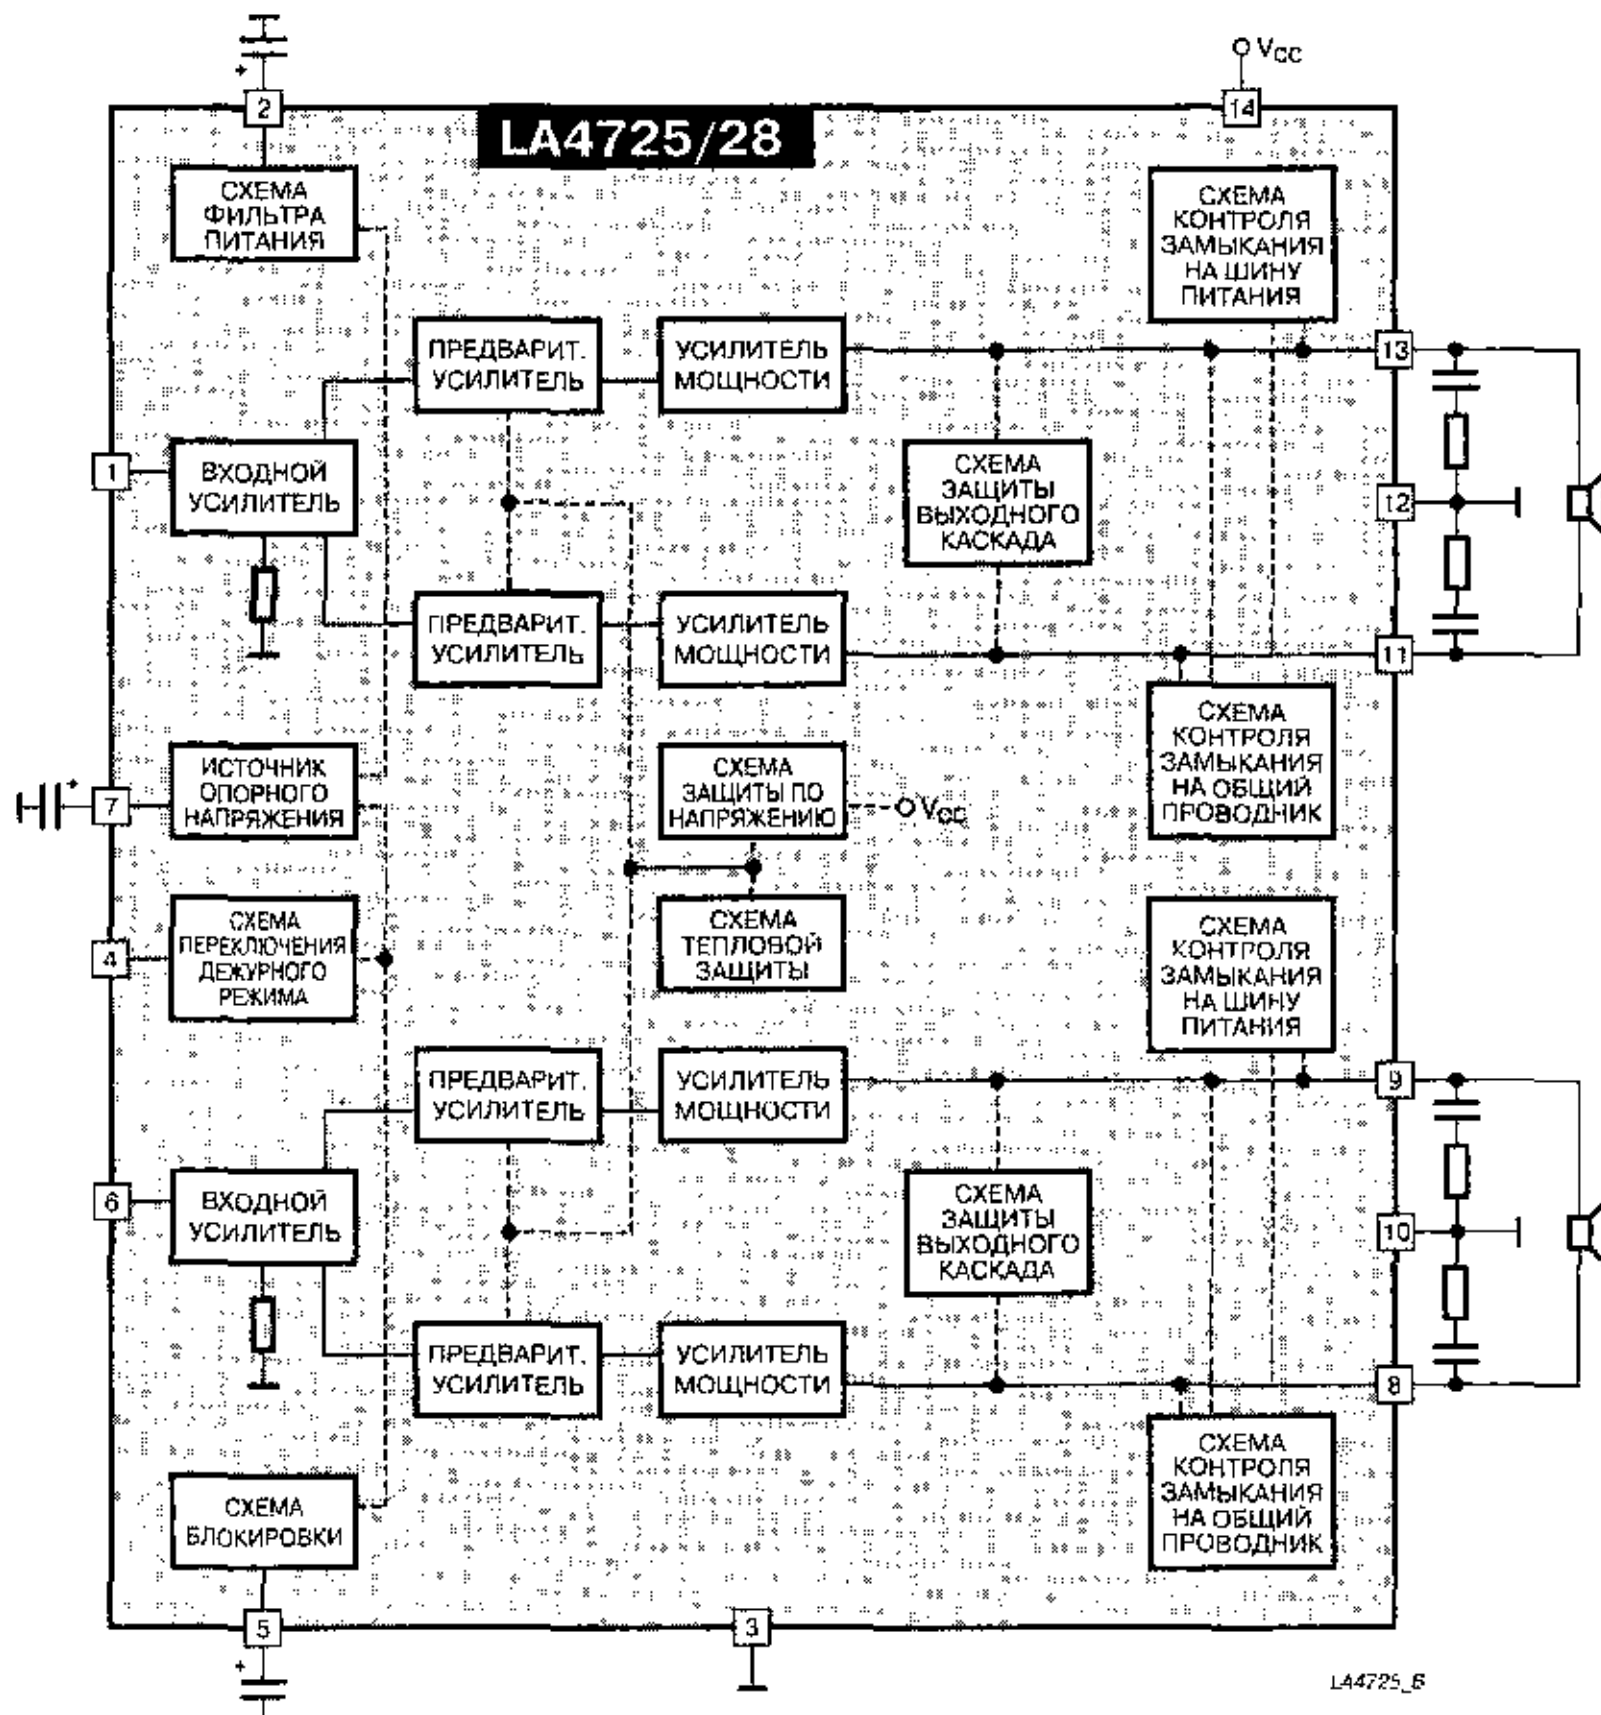 VCC
2
14
LA4725/28
СХЕМА
ФИЛЬТРА
ПИТАНИЯ
СХЕМА
КОНТРОЛЯ
ЗАМЫКАНИЯ
НА ШИНУ
ПИТАНИЯ
ПРЕДВАРИТ.
УСИЛИТЕЛЬ
УСИЛИТЕЛЬ
МОЩНОСТИ
13
1
ВХОДНОЙ
УСИЛИТЕЛЬ
СХЕМА
ЗАЩИТЫ
ВЫХОДНОГО
КАСКАДА
12
ПРЕДВАРИТ.
УСИЛИТЕЛЬ
УСИЛИТЕЛЬ
МОЩНОСТИ
11
СХЕМА
КОНТРОЛЯ
ЗАМЫКАНИЯ
НА ОБЩИЙ
ПРОВОДНИК
7
ИСТОЧНИК
ОПОРНОГО
НАПРЯЖЕНИЯ
СХЕМА
ЗАЩИТЫ ПО
НАПРЯЖЕНИЮ
VCC
4
СХЕМА
ПЕРЕКЛЮЧЕНИЯ
ДЕЖУРНОГО
РЕЖИМА
СХЕМА
ТЕПЛОВОЙ
ЗАЩИТЫ
СХЕМА
КОНТРОЛЯ
ЗАМЫКАНИЯ
НА ШИНУ
ПИТАНИЯ
ПРЕДВАРИТ.
УСИЛИТЕЛЬ
УСИЛИТЕЛЬ
МОЩНОСТИ
9
6
ВХОДНОЙ
УСИЛИТЕЛЬ
СХЕМА
ЗАЩИТЫ
ВЫХОДНОГО
КАСКАДА
10
ПРЕДВАРИТ.
УСИЛИТЕЛЬ
УСИЛИТЕЛЬ
МОЩНОСТИ
8
СХЕМА
КОНТРОЛЯ
ЗАМЫКАНИЯ
НА ОБЩИЙ
ПРОВОДНИК
СХЕМА
БЛОКИРОВКИ
5
3
LA4725_B